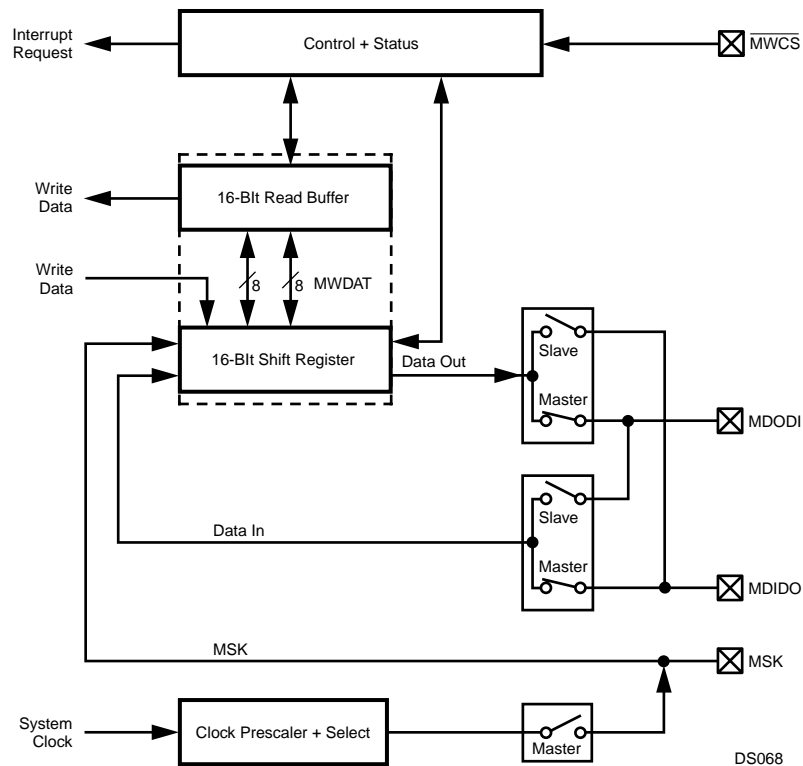 Interrupt
Request
Control + Status
M̅W̅C̅S̅
Write
Data
16-BIt Read Buffer
Write
Data
8
8
MWDAT
16-BIt Shift Register
Data Out
Slave
Master
MDODI
Slave
Data In
Master
MDIDO
MSK
MSK
System
Clock
Clock Prescaler + Select
Master
DS068